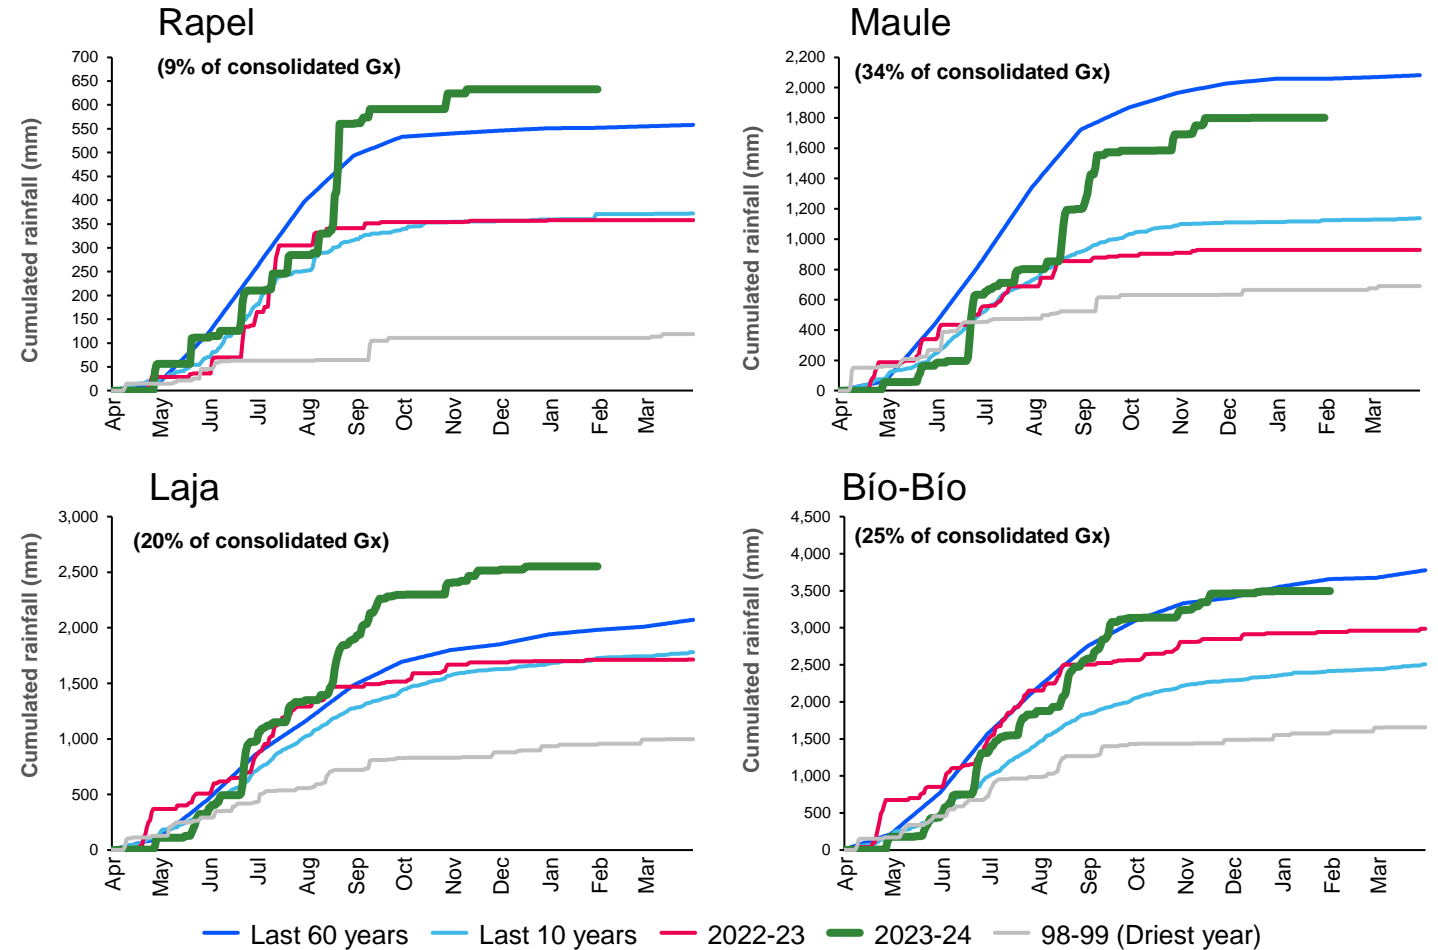 Rapel
(9% of consolidated Gx)
Cumulated rainfall (mm)
700
650
600
550
500
450
400
350
300
250
200
150
100
50
0
Apr May Jun Jul Aug Sep Oct Nov Dec Jan Feb Mar
Maule
(34% of consolidated Gx)
Cumulated rainfall (mm)
2,200
2,000
1,800
1,600
1,400
1,200
1,000
800
600
400
200
0
Apr May Jun Jul Aug Sep Oct Nov Dec Jan Feb Mar
Laja
(20% of consolidated Gx)
Cumulated rainfall (mm)
3,000
2,500
2,000
1,500
1,000
500
0
Apr May Jun Jul Aug Sep Oct Nov Dec Jan Feb Mar
Bío-Bío
(25% of consolidated Gx)
Cumulated rainfall (mm)
4,500
4,000
3,500
3,000
2,500
2,000
1,500
1,000
500
0
Apr May Jun Jul Aug Sep Oct Nov Dec Jan Feb Mar
Last 60 years Last 10 years 2022-23 2023-24 98-99 (Driest year)